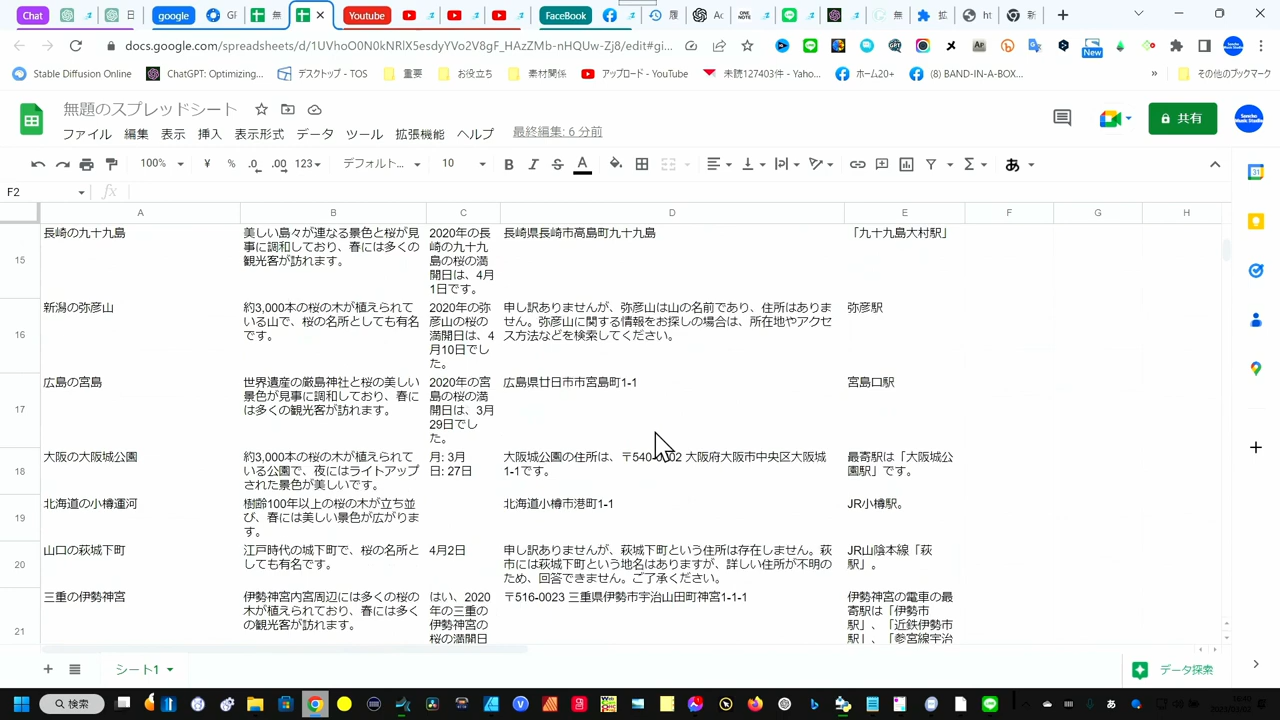 Chat
google
Youtube
FaceBook
docs.google.com/spreadsheets/d/1UVhoO0N0kNWlX5esdyYVo2V8gF_HAzZMb-nHQUw-Zj8/edit#gi...
New
Stable Diffusion Online
ChatGPT: Optimizing...
デスクトップ - TOS
重要
お役立ち
素材関係
アップロード - YouTube
未読127403件 - Yaho...
ホーム20+
(8) BAND-IN-A-BOX...
»
その他のブックマーク
無題のスプレッドシート
ファイル 編集 表示 挿入 表示形式 データ ツール 拡張機能 ヘルプ
最終編集: 6 分前
共有
100% ¥ % .0 .00 123 デフォルト... 10 B I S A Σ あ
F2 fx
A B C D E F G H
15
長崎の九十九島
美しい島々が連なる景色と桜が見
事に調和しており、春には多くの
観光客が訪れます。
2020年の長
崎の九十九
島の桜の満
開日は、4月
1日です。
長崎県長崎市高島町九十九島
「九十九島大村駅」
16
新潟の弥彦山
約3,000本の桜の木が植えられて
いる山で、桜の名所としても有名
です。
2020年の弥
彦山の桜の
満開日は、4
月10日でし
た。
申し訳ありませんが、弥彦山は山の名前であり、住所はありま
せん。弥彦山に関する情報をお探しの場合は、所在地やアクセ
ス方法などを検索してください。
弥彦駅
17
広島の宮島
世界遺産の厳島神社と桜の美しい
景色が見事に調和しており、春に
は多くの観光客が訪れます。
2020年の宮
島の桜の満
開日は、3月
29日でし
た。
広島県廿日市市宮島町1-1
宮島口駅
18
大阪の大阪城公園
約3,000本の桜の木が植えられて
いる公園で、夜にはライトアップ
された景色が美しいです。
月: 3月
日: 27日
大阪城公園の住所は、〒540- 大阪府大阪市中央区大阪城
1-1です。
最寄駅は「大阪城公
園駅」です。
19
北海道の小樽運河
樹齢100年以上の桜の木が立ち並
び、春には美しい景色が広がりま
す。
北海道小樽市港町1-1
JR小樽駅。
20
山口の萩城下町
江戸時代の城下町で、桜の名所と
しても有名です。
4月2日
申し訳ありませんが、萩城下町という住所は存在しません。萩
市には萩城下町という地名はありますが、詳しい住所が不明の
ため、回答できません。ご了承ください。
JR山陰本線「萩
駅」。
21
三重の伊勢神宮
伊勢神宮内宮周辺には多くの桜の
木が植えられており、春には多く
の観光客が訪れます。
はい、2020
年の三重の
伊勢神宮の
桜の満開日
〒516-0023 三重県伊勢市宇治山田町神宮1-1-1
伊勢神宮の電車の最
寄駅は「伊勢市
駅」、「近鉄伊勢市
駅」、「参宮線宇治
シート1
データ探索
検索